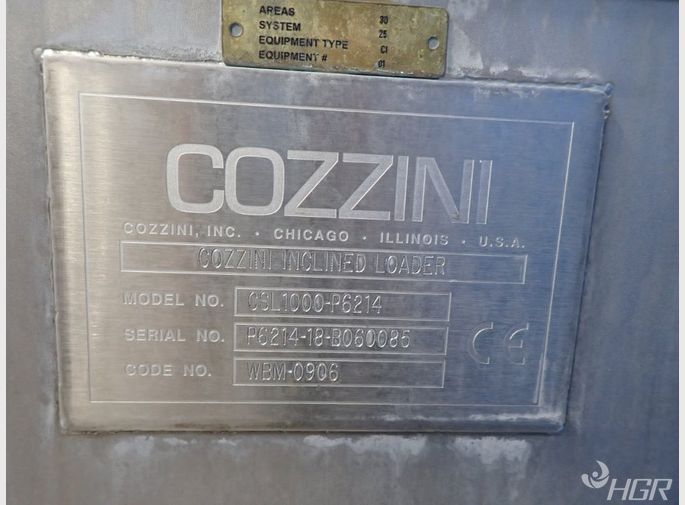 AREAS 30
SYSTEM 25
EQUIPMENT TYPE CI
EQUIPMENT # 01
COZZINI
COZZINI, INC. · CHICAGO · ILLINOIS · U.S.A.
COZZINI INCLINED LOADER
MODEL NO. CSL1000-P6214
SERIAL NO. P6214-18-B060085
CE
CODE NO. WBM-0906
HGR